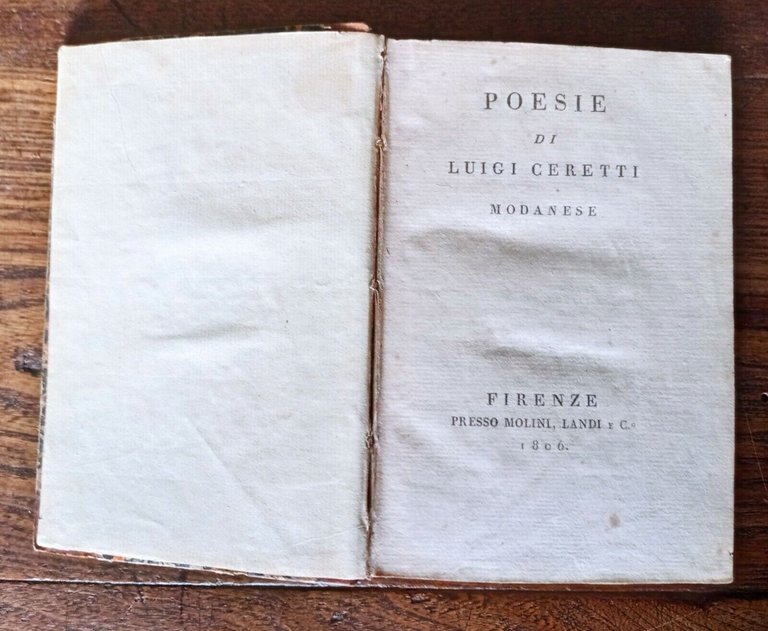 POESIE
DI
LUIGI CERETTI
MODANESE
FIRENZE
PRESSO MOLINI, LANDI E C.º
1806.